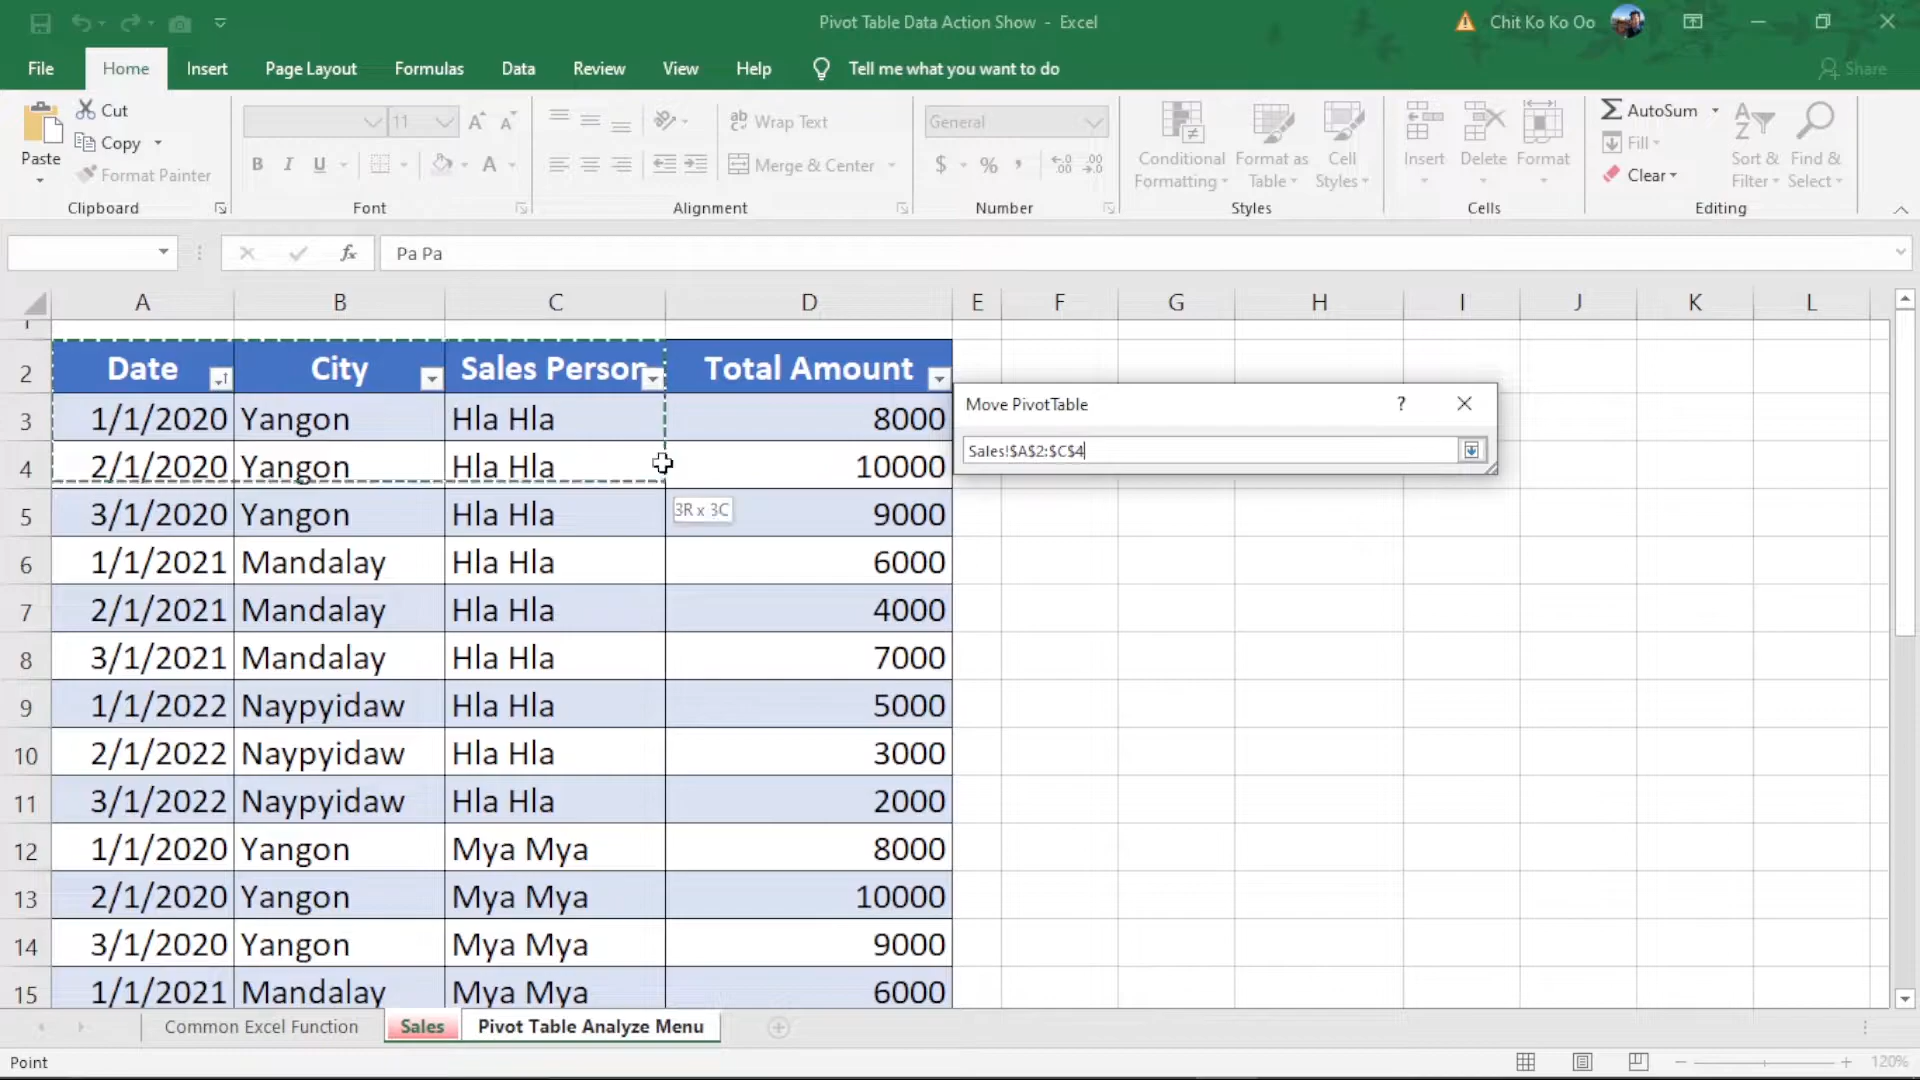 Pivot Table Data Action Show - Excel
Chit Ko Ko Oo
File Home Insert Page Layout Formulas Data Review View Help Tell me what you want to do Share
Paste
Cut
Copy
Format Painter
Clipboard
11
B I U
Font
Wrap Text
Merge & Center
Alignment
General
$ % ,
Number
Conditional Formatting
Format as Table
Cell Styles
Styles
Insert Delete Format
Cells
AutoSum
Fill
Clear
Sort & Filter
Find & Select
Editing
fx Pa Pa
A B C D E F G H I J K L
1
2 Date City Sales Person Total Amount
3 1/1/2020 Yangon Hla Hla 8000
4 2/1/2020 Yangon Hla Hla 10000
5 3/1/2020 Yangon Hla Hla 9000
6 1/1/2021 Mandalay Hla Hla 6000
7 2/1/2021 Mandalay Hla Hla 4000
8 3/1/2021 Mandalay Hla Hla 7000
9 1/1/2022 Naypyidaw Hla Hla 5000
10 2/1/2022 Naypyidaw Hla Hla 3000
11 3/1/2022 Naypyidaw Hla Hla 2000
12 1/1/2020 Yangon Mya Mya 8000
13 2/1/2020 Yangon Mya Mya 10000
14 3/1/2020 Yangon Mya Mya 9000
15 1/1/2021 Mandalay Mya Mya 6000
3R x 3C
Move PivotTable ?
Sales!$A$2:$C$4
Common Excel Function Sales Pivot Table Analyze Menu
Point
120%